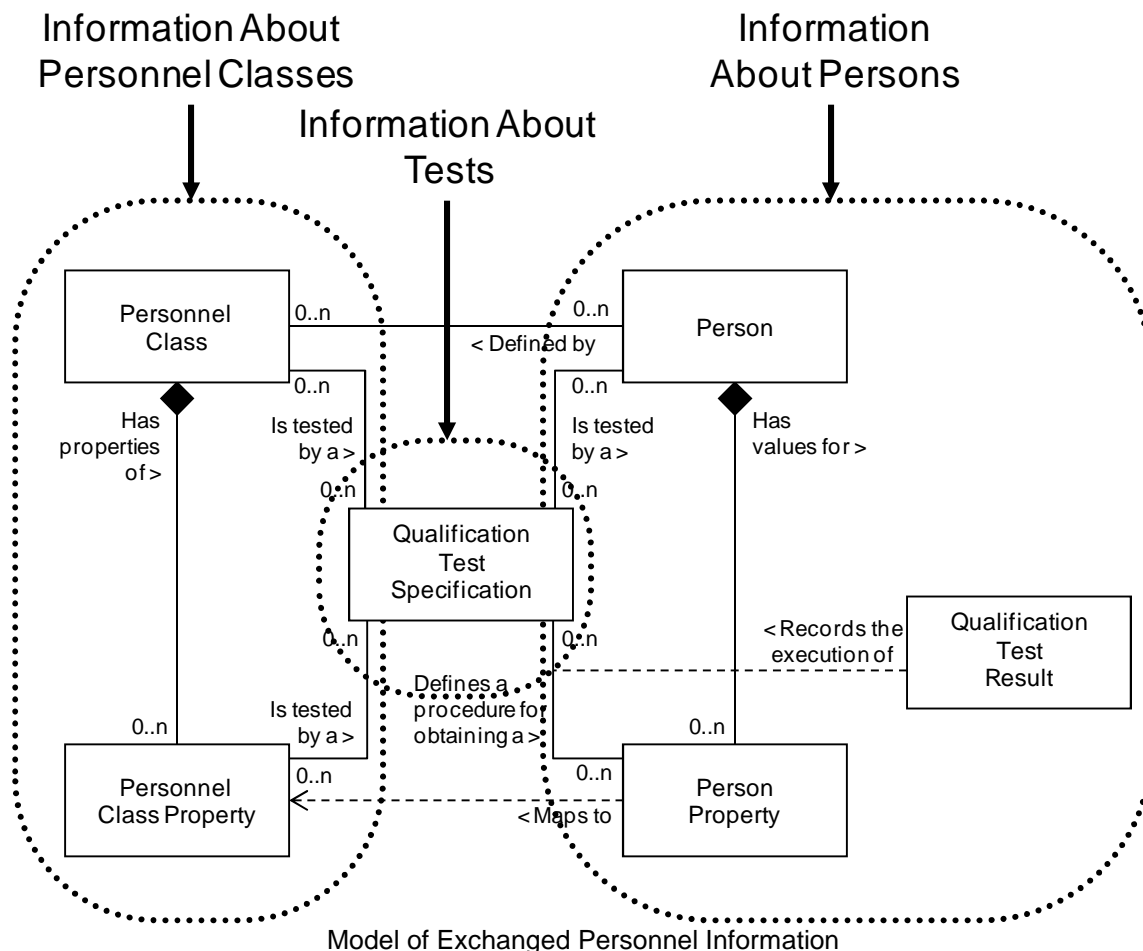 Information About
Personnel Classes
Information
About Persons
Information About
Tests
Personnel
Class
0..n
0..n
Person
< Defined by
0..n
0..n
Has
properties
of >
Is tested
by a >
Is tested
by a >
Has
values for >
0..n
0..n
Qualification
Test
Specification
0..n
0..n
< Records the
execution of
Qualification
Test
Result
Defines a
procedure for
obtaining a >
Is tested
by a >
0..n
0..n
0..n
0..n
Personnel
Class Property
< Maps to
Person
Property
Model of Exchanged Personnel Information